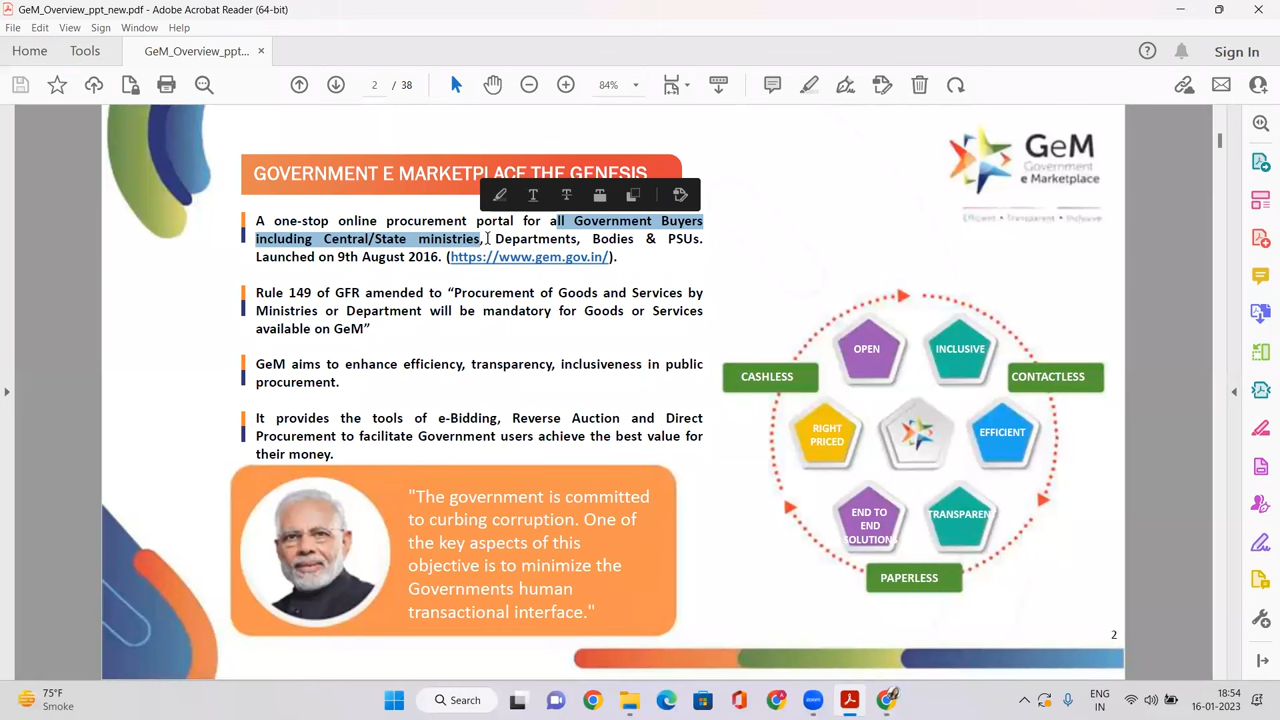 GeM_Overview_ppt_new.pdf - Adobe Acrobat Reader (64-bit)
File Edit View Sign Window Help
Home Tools GeM_Overview_ppt... × Sign In
2 / 38 84%
GeM
Government
e Marketplace
Efficient • Transparent • Inclusive
GOVERNMENT E MARKETPLACE THE GENESIS
A one-stop online procurement portal for all Government Buyers
including Central/State ministries, Departments, Bodies & PSUs.
Launched on 9th August 2016. (https://www.gem.gov.in/).
Rule 149 of GFR amended to “Procurement of Goods and Services by
Ministries or Department will be mandatory for Goods or Services
available on GeM”
GeM aims to enhance efficiency, transparency, inclusiveness in public
procurement.
It provides the tools of e-Bidding, Reverse Auction and Direct
Procurement to facilitate Government users achieve the best value for
their money.
"The government is committed
to curbing corruption. One of
the key aspects of this
objective is to minimize the
Governments human
transactional interface."
OPEN
INCLUSIVE
CASHLESS
CONTACTLESS
RIGHT
PRICED
EFFICIENT
END TO
END
SOLUTIONS
TRANSPARENT
PAPERLESS
2
75°F
Smoke
Search
ENG
IN
18:54
16-01-2023